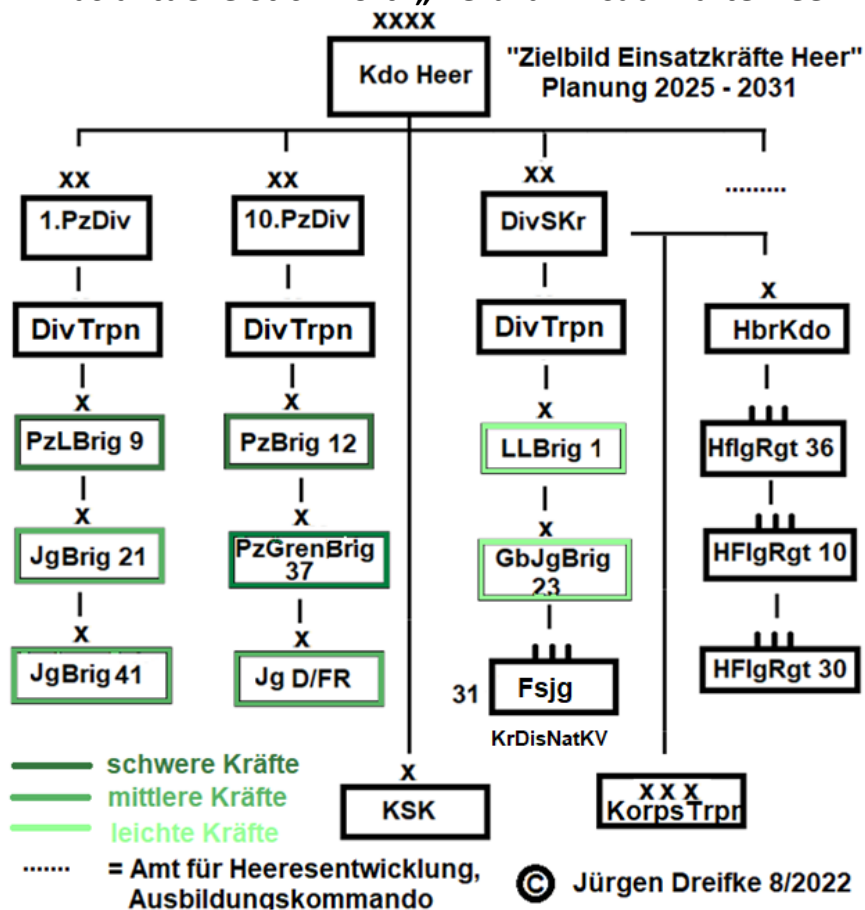 xxxx
Kdo Heer
"Zielbild Einsatzkräfte Heer"
Planung 2025 - 2031
xx
1.PzDiv
xx
10.PzDiv
xx
DivSKr
.........
DivTrpn
DivTrpn
DivTrpn
x
HbrKdo
x
PzLBrig 9
x
PzBrig 12
x
LLBrig 1
HflgRgt 36
x
JgBrig 21
x
PzGrenBrig
37
x
GbJgBrig
23
HFlgRgt 10
x
JgBrig 41
x
Jg D/FR
31
Fsjg
KrDisNatKV
HFlgRgt 30
schwere Kräfte
mittlere Kräfte
leichte Kräfte
x
KSK
x x x
KorpsTrpn
....... = Amt für Heeresentwicklung,
Ausbildungskommando
© Jürgen Dreifke 8/2022